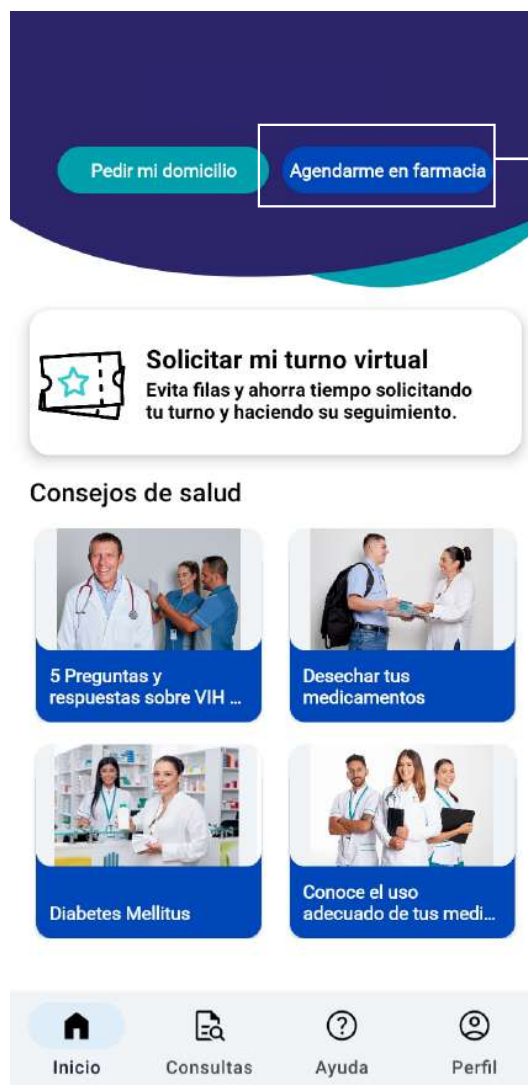 Pedir mi domicilio
Agendarme en farmacia
Solicitar mi turno virtual
Evita filas y ahorra tiempo solicitando
tu turno y haciendo su seguimiento.
Consejos de salud
5 Preguntas y
respuestas sobre VIH ...
Desechar tus
medicamentos
Diabetes Mellitus
Conoce el uso
adecuado de tus medi...
Inicio
Consultas
Ayuda
Perfil